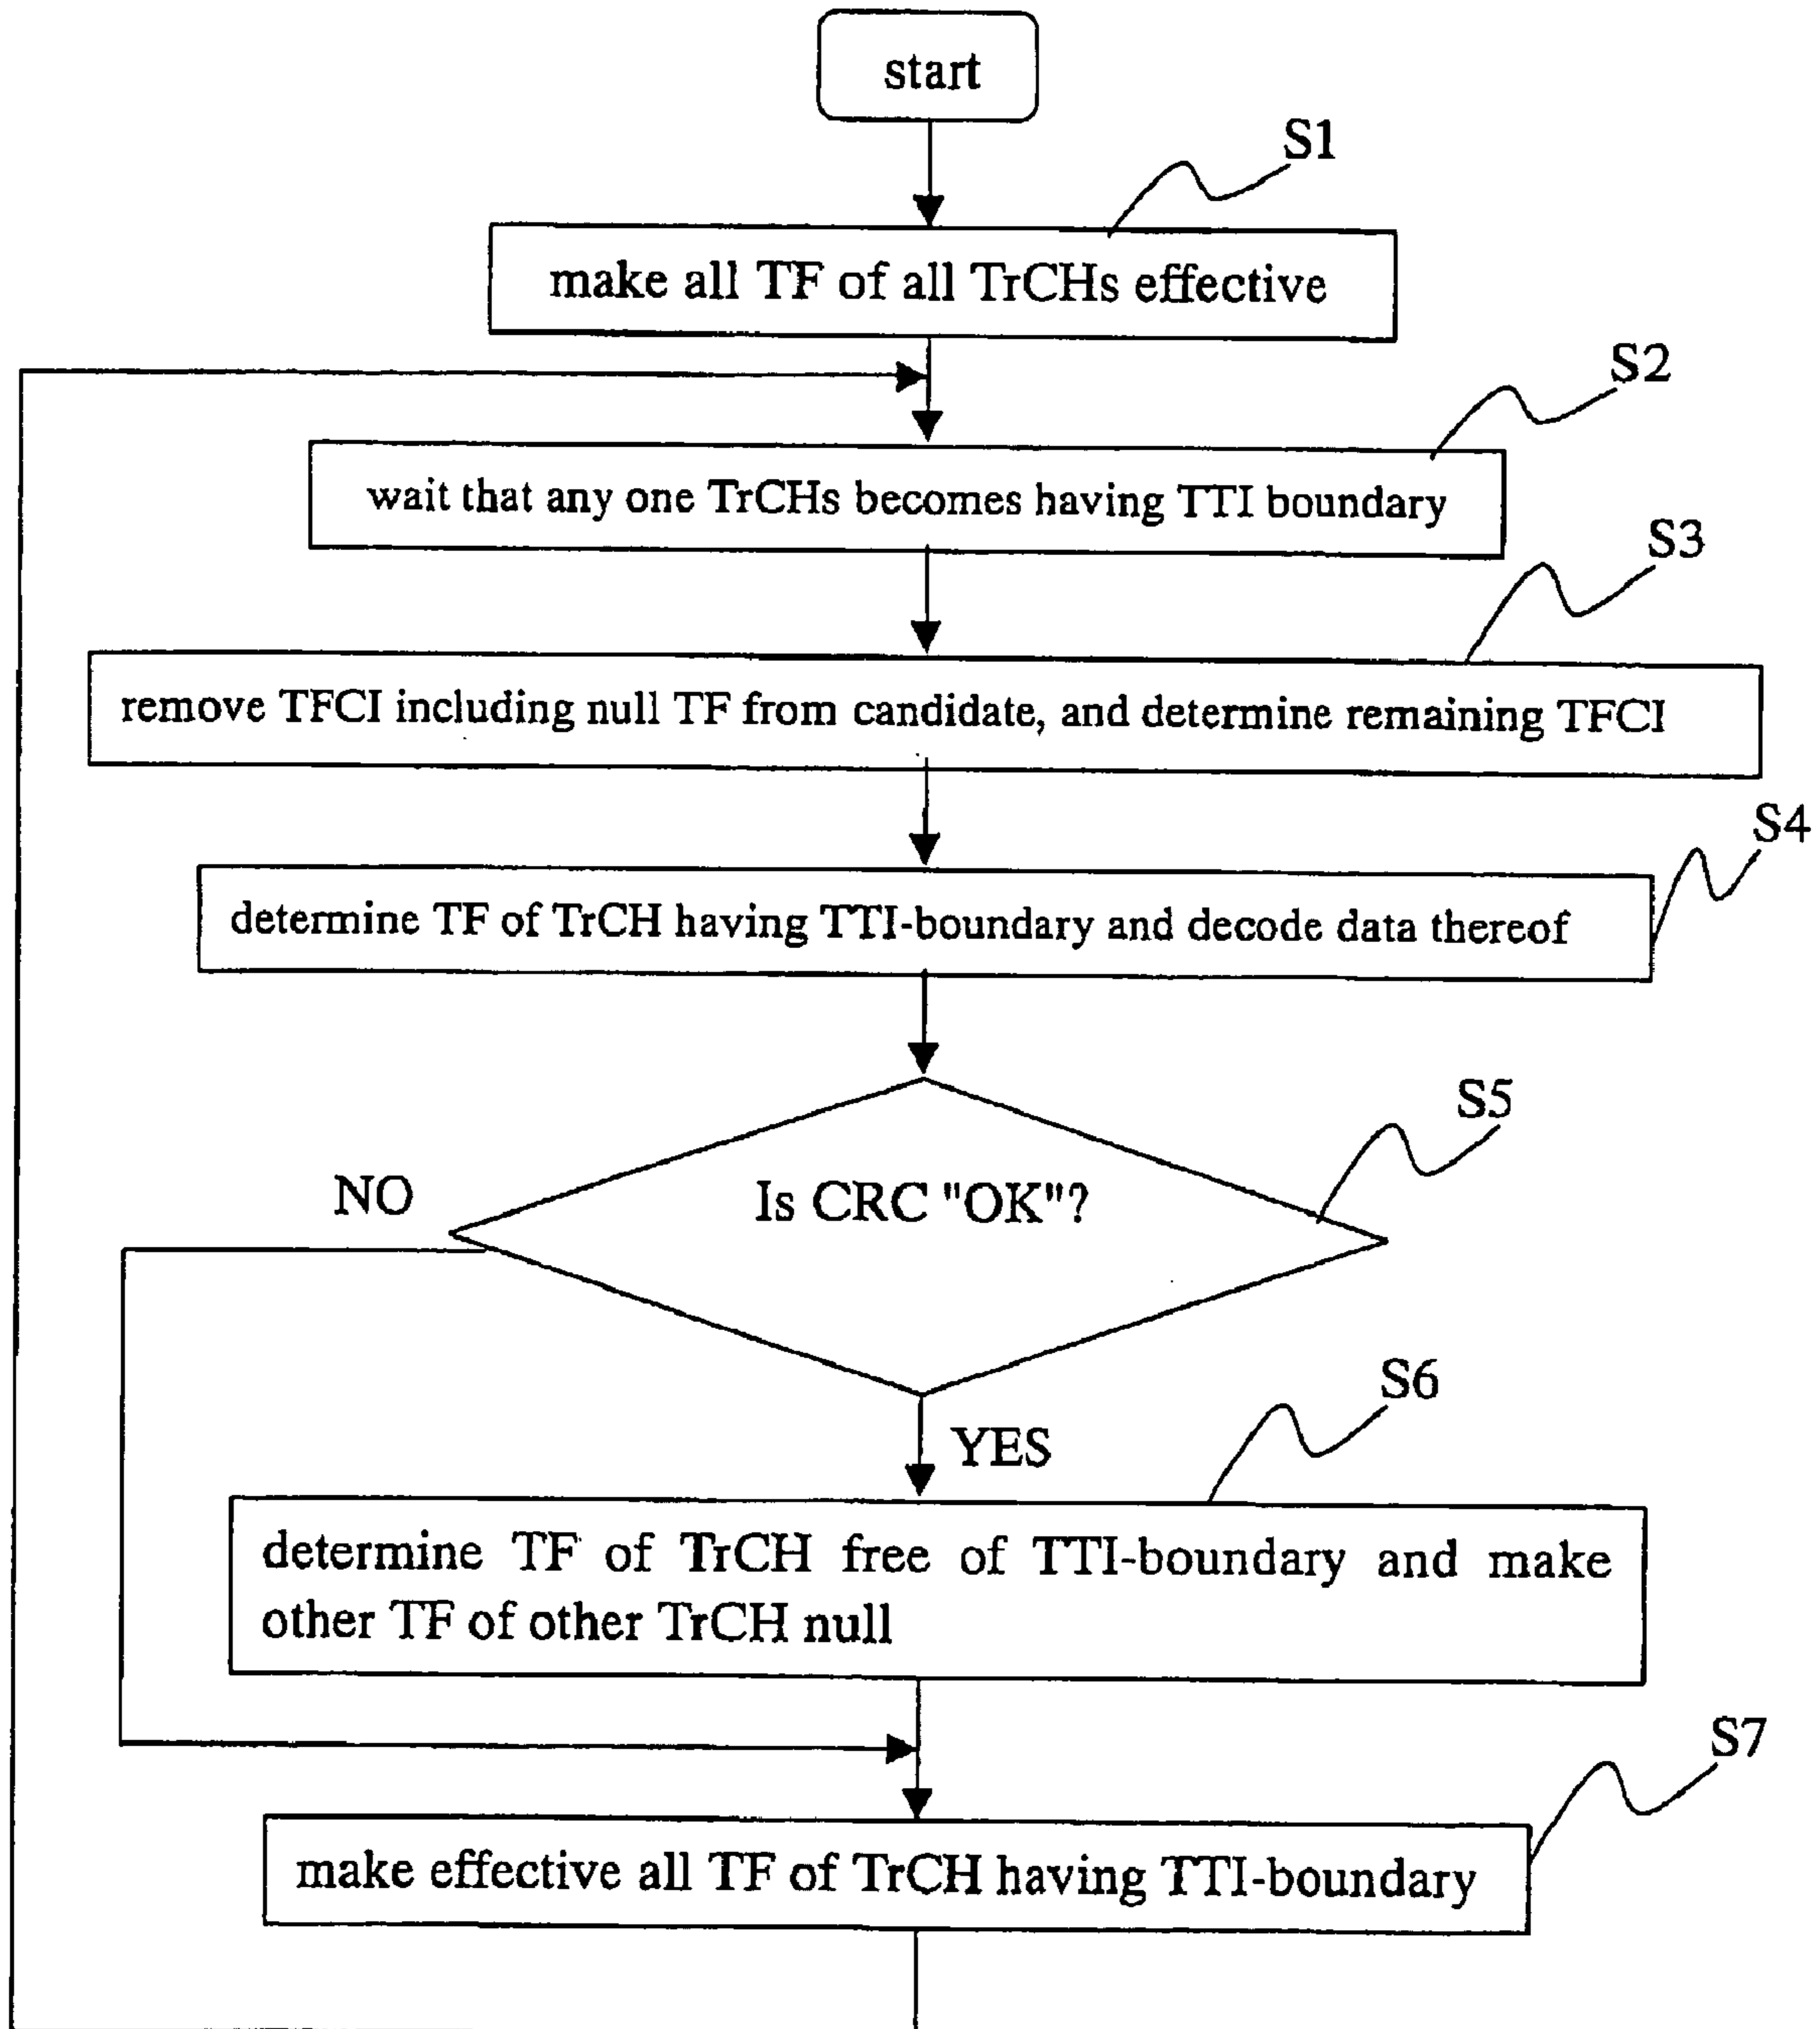 start
S1
make all TF of all TrCHs effective
S2
wait that any one TrCHs becomes having TTI boundary
S3
remove TFCI including null TF from candidate, and determine remaining TFCI
S4
determine TF of TrCH having TTI-boundary and decode data thereof
S5
NO
Is CRC "OK"?
S6
YES
determine TF of TrCH free of TTI-boundary and make
other TF of other TrCH null
S7
make effective all TF of TrCH having TTI-boundary